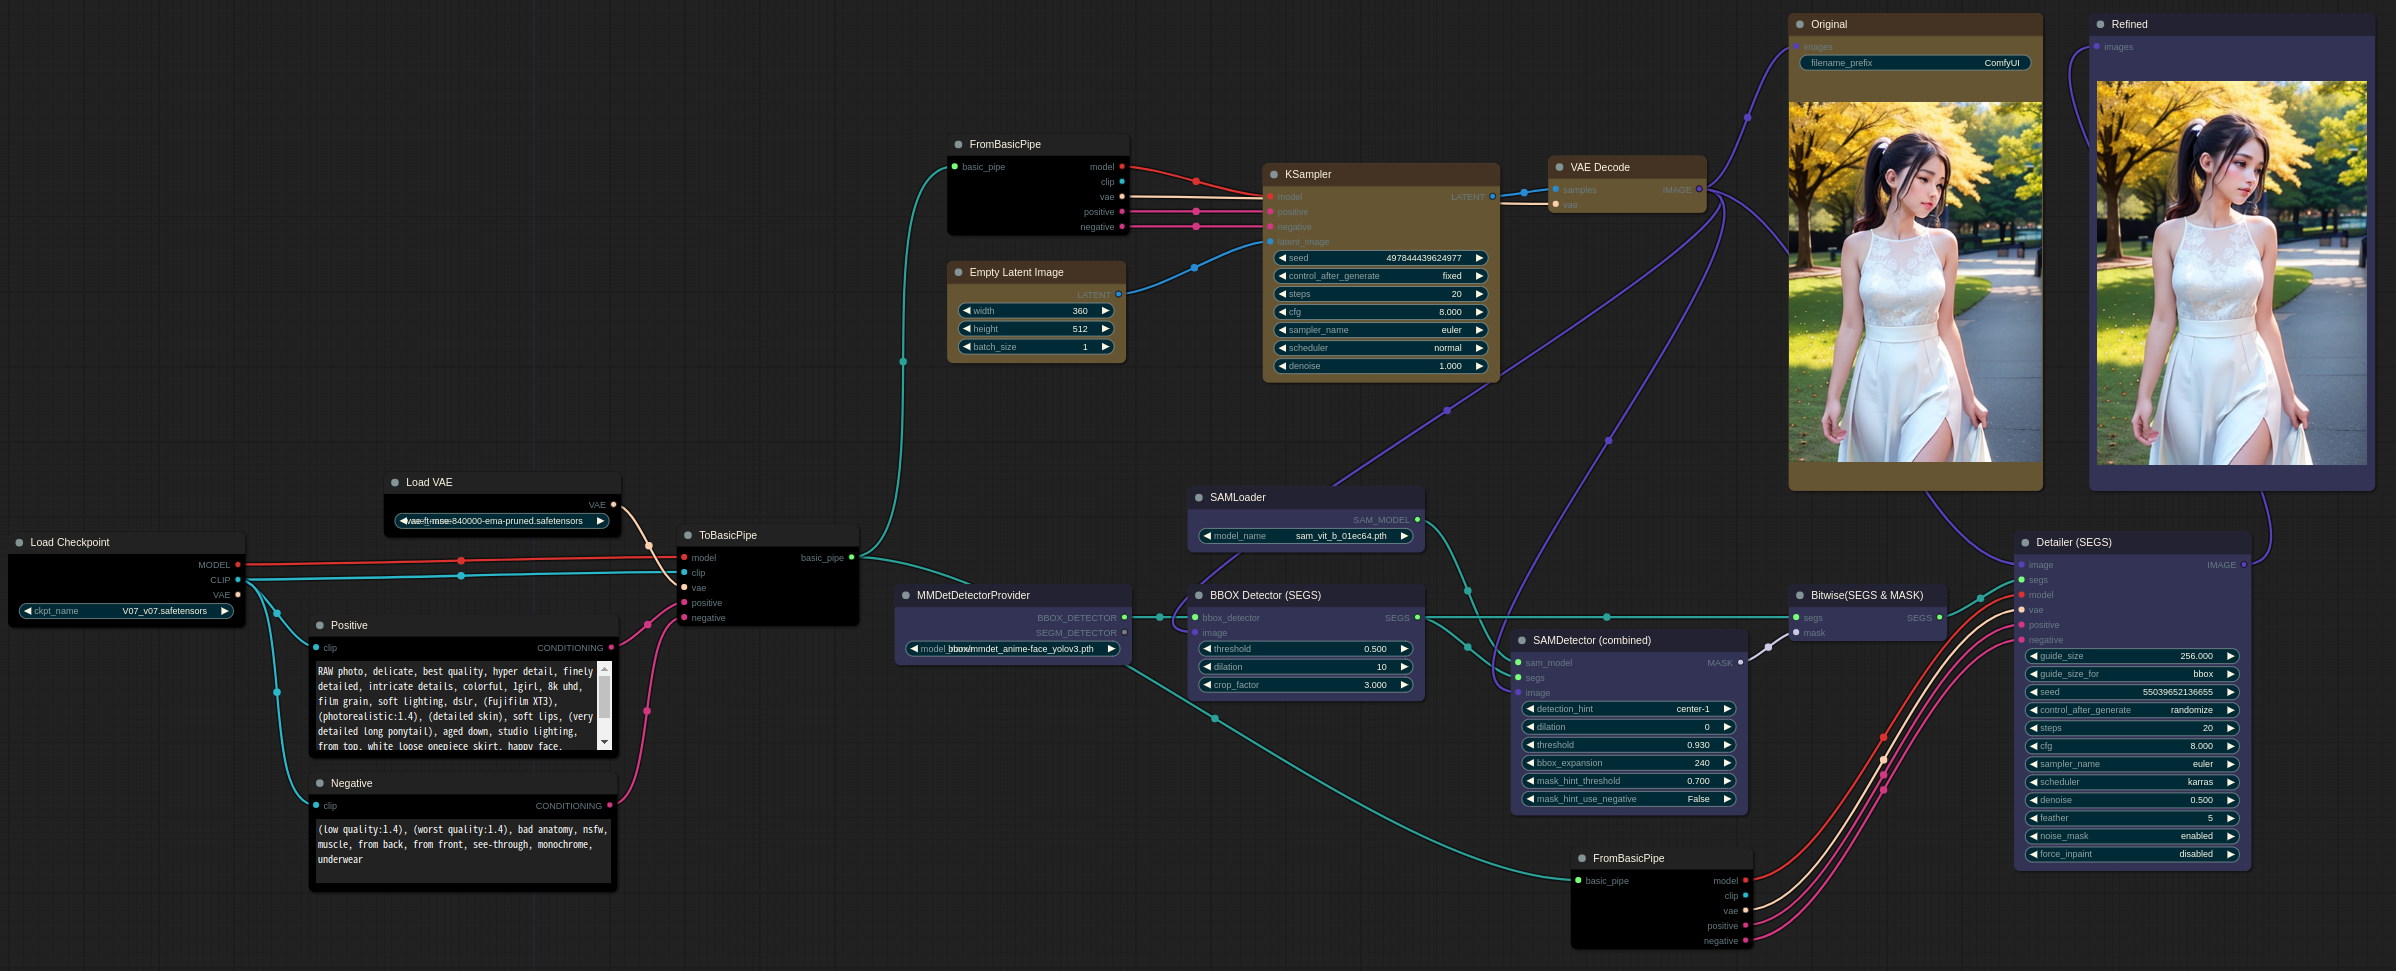 Load Checkpoint
MODEL
CLIP
VAE
ckpt_name V07_v07.safetensors
Load VAE
VAE
Positive
clip CONDITIONING
RAW photo, delicate, best quality, hyper detail, finely
detailed, intricate details, colorful, 1girl, 8k uhd,
film grain, soft lighting, dslr, (Fujifilm XT3),
(photorealistic:1.4), (detailed skin), soft lips, (very
detailed long ponytail), aged down, studio lighting,
from top, white loose onepiece skirt, happy face,
Negative
clip CONDITIONING
(low quality:1.4), (worst quality:1.4), bad anatomy, nsfw,
muscle, from back, from front, see-through, monochrome,
underwear
ToBasicPipe
model basic_pipe
clip
vae
positive
negative
FromBasicPipe
basic_pipe model
clip
vae
positive
negative
Empty Latent Image
LATENT
width 360
height 512
batch_size 1
KSampler
model LATENT
positive
negative
latent_image
seed 497844439624977
control_after_generate fixed
steps 20
cfg 8.000
sampler_name euler
scheduler normal
denoise 1.000
VAE Decode
samples IMAGE
vae
Original
images
filename_prefix ComfyUI
Refined
images
MMDetDetectorProvider
BBOX_DETECTOR
SEGM_DETECTOR
SAMLoader
SAM_MODEL
model_name sam_vit_b_01ec64.pth
BBOX Detector (SEGS)
bbox_detector SEGS
image
threshold 0.500
dilation 10
crop_factor 3.000
SAMDetector (combined)
sam_model MASK
segs
image
detection_hint center-1
dilation 0
threshold 0.930
bbox_expansion 240
mask_hint_threshold 0.700
mask_hint_use_negative False
Bitwise(SEGS & MASK)
segs SEGS
mask
FromBasicPipe
basic_pipe model
clip
vae
positive
negative
Detailer (SEGS)
image IMAGE
segs
model
vae
positive
negative
guide_size 256.000
guide_size_for bbox
seed 55039652136655
control_after_generate randomize
steps 20
cfg 8.000
sampler_name euler
scheduler karras
denoise 0.500
feather 5
noise_mask enabled
force_inpaint disabled